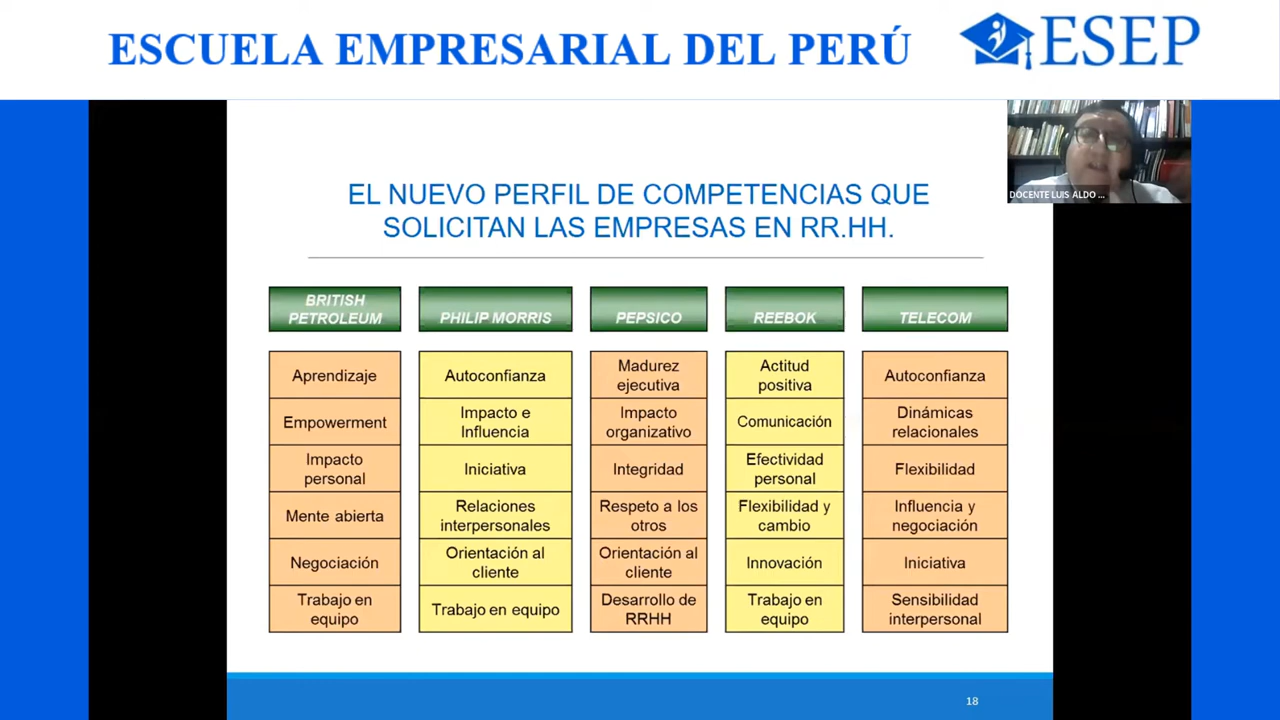 ESCUELA EMPRESARIAL DEL PERÚ
ESEP
DOCENTE LUIS ALDO ...
EL NUEVO PERFIL DE COMPETENCIAS QUE
SOLICITAN LAS EMPRESAS EN RR.HH.
BRITISH
PETROLEUM
Aprendizaje
Empowerment
Impacto
personal
Mente abierta
Negociación
Trabajo en
equipo
PHILIP MORRIS
Autoconfianza
Impacto e
Influencia
Iniciativa
Relaciones
interpersonales
Orientación al
cliente
Trabajo en equipo
PEPSICO
Madurez
ejecutiva
Impacto
organizativo
Integridad
Respeto a los
otros
Orientación al
cliente
Desarrollo de
RRHH
REEBOK
Actitud
positiva
Comunicación
Efectividad
personal
Flexibilidad y
cambio
Innovación
Trabajo en
equipo
TELECOM
Autoconfianza
Dinámicas
relacionales
Flexibilidad
Influencia y
negociación
Iniciativa
Sensibilidad
interpersonal
18